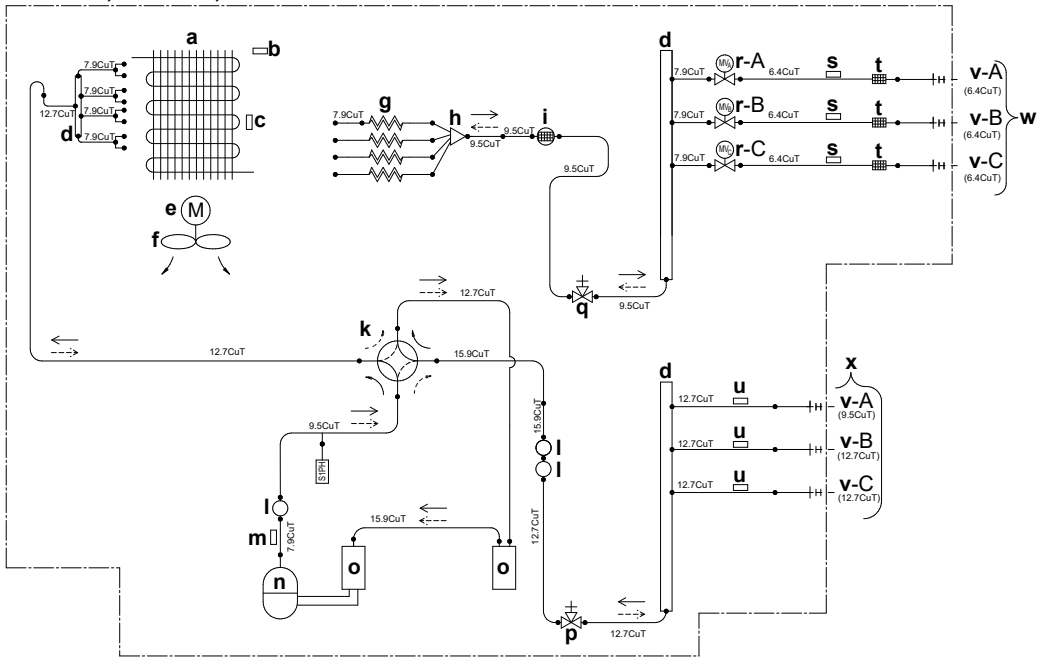 a
b
7.9CuT
7.9CuT
12.7CuT
7.9CuT
d
7.9CuT
c
e M
f
g
h
i
7.9CuT
9.5CuT
9.5CuT
9.5CuT
d
r-A
MVA
s
t
7.9CuT
6.4CuT
v-A
(6.4CuT)
r-B
MVB
s
t
7.9CuT
6.4CuT
v-B
(6.4CuT)
w
r-C
MVC
s
t
7.9CuT
6.4CuT
v-C
(6.4CuT)
q
9.5CuT
12.7CuT
k
12.7CuT
15.9CuT
9.5CuT
S1PH
15.9CuT
l
l
l
m
7.9CuT
15.9CuT
12.7CuT
n
o
o
p
12.7CuT
d
x
u
12.7CuT
v-A
(9.5CuT)
u
12.7CuT
v-B
(12.7CuT)
u
12.7CuT
v-C
(12.7CuT)